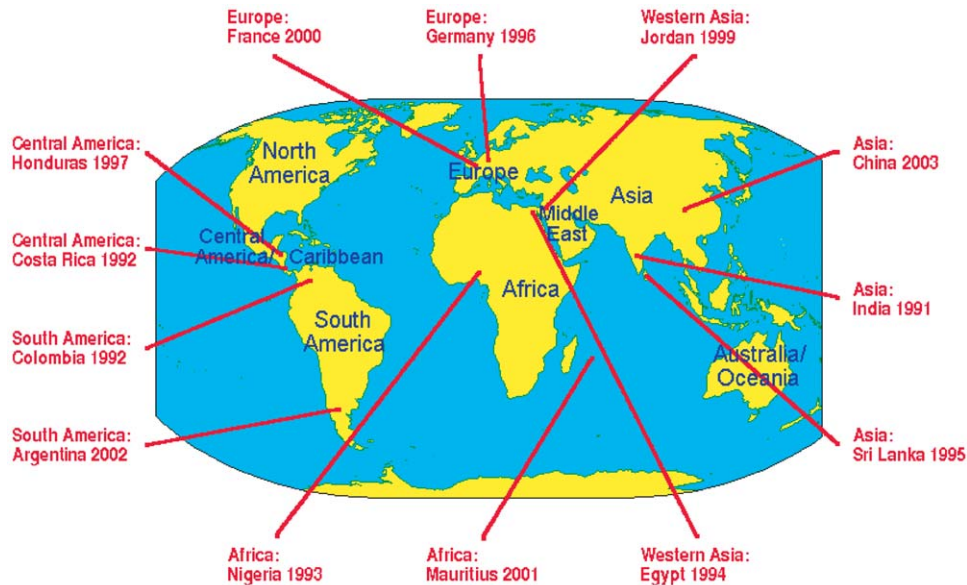 Europe:
France 2000
Europe:
Germany 1996
Western Asia:
Jordan 1999
Central America:
Honduras 1997
North
America
Europe
Asia
Asia:
China 2003
Middle
East
Central America:
Costa Rica 1992
Central
America/
Caribbean
Africa
Asia:
India 1991
South America:
Colombia 1992
South
America
Australia/
Oceania
South America:
Argentina 2002
Asia:
Sri Lanka 1995
Africa:
Nigeria 1993
Africa:
Mauritius 2001
Western Asia:
Egypt 1994